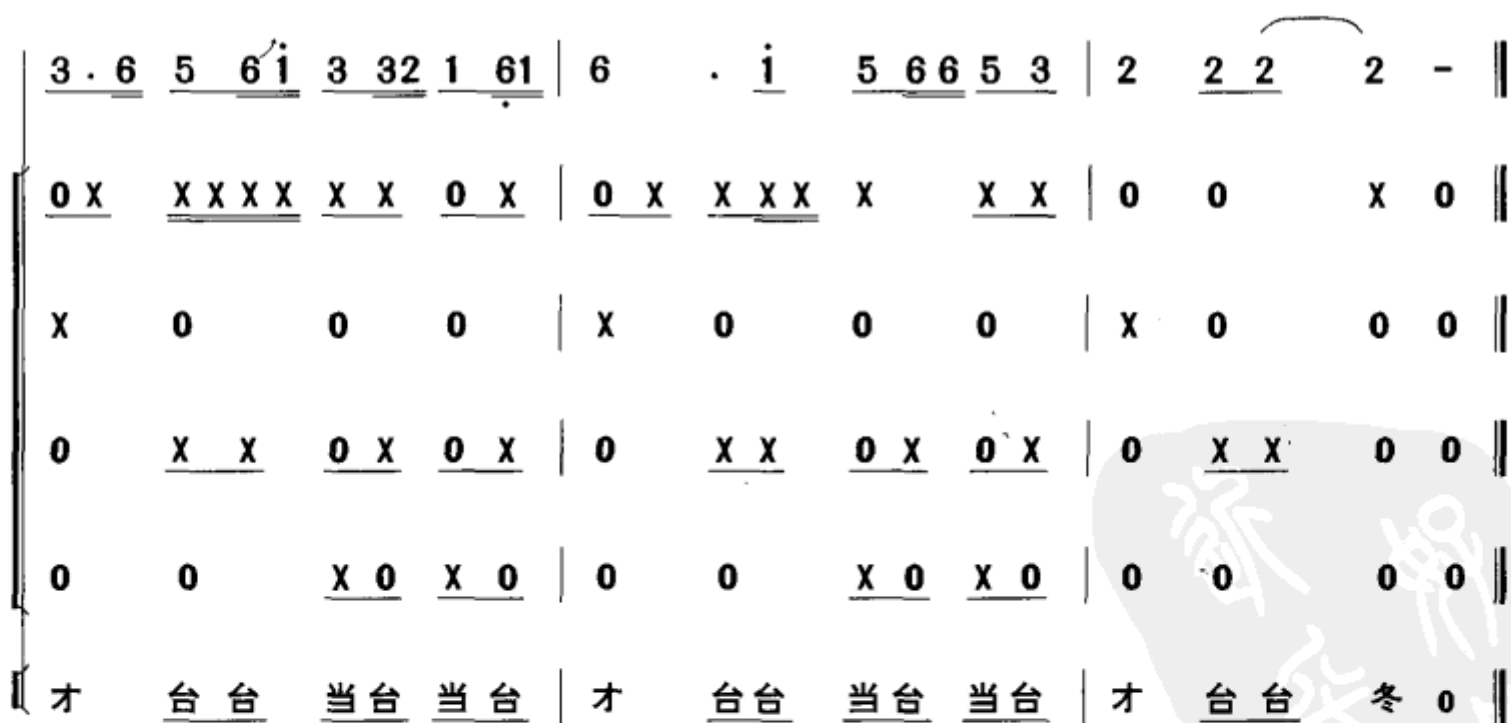 3 · 6 5 6 i̇ 3 32 1 6̣1 | 6 · i̇ 5 66 5 3 | 2 2 2 2 - ‖
0 X X X X X X X 0 X | 0 X X X X X X X | 0 0 X 0 ‖
X 0 0 0 | X 0 0 0 | X 0 0 0 ‖
0 X X 0 X 0 X | 0 X X 0 X 0 X | 0 X X 0 0 ‖
0 0 X 0 X 0 | 0 0 X 0 X 0 | 0 0 0 0 ‖
才 台 台 当 台 当 台 | 才 台 台 当 台 当 台 | 才 台 台 冬 0 ‖